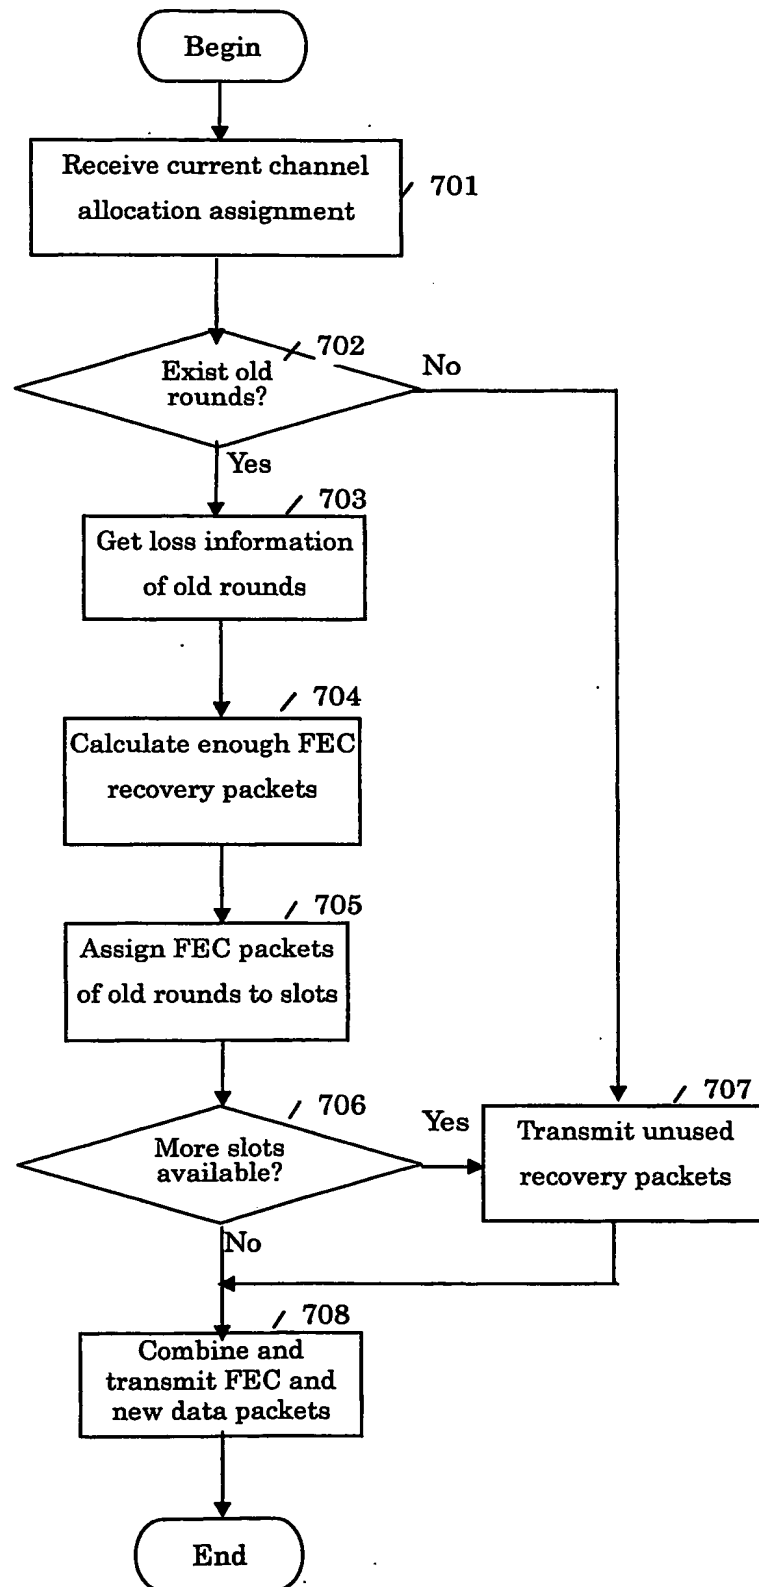 Begin
Receive current channel
allocation assignment
701
702
Exist old
rounds?
No
Yes
703
Get loss information
of old rounds
704
Calculate enough FEC
recovery packets
705
Assign FEC packets
of old rounds to slots
706
More slots
available?
Yes
707
Transmit unused
recovery packets
No
708
Combine and
transmit FEC and
new data packets
End